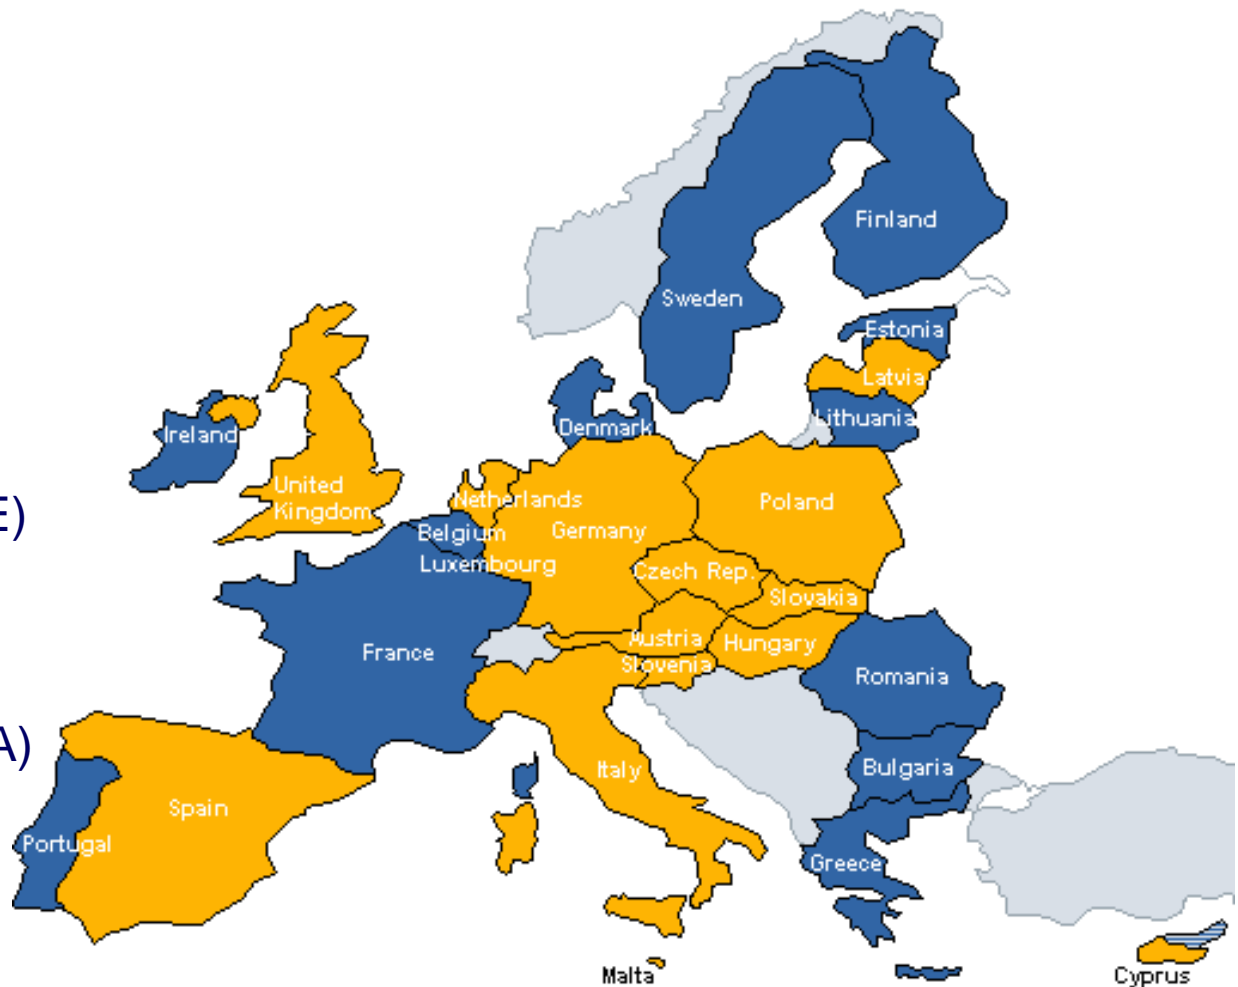 Finland
Sweden
Estonia
Latvia
Lithuania
Denmark
Ireland
United
Kingdom
Netherlands
Poland
E)
Belgium
Germany
Luxembourg
Czech Rep.
Slovakia
Austria
Hungary
France
Slovenia
Romania
A)
Italy
Bulgaria
Spain
Portugal
Greece
Malta
Cyprus